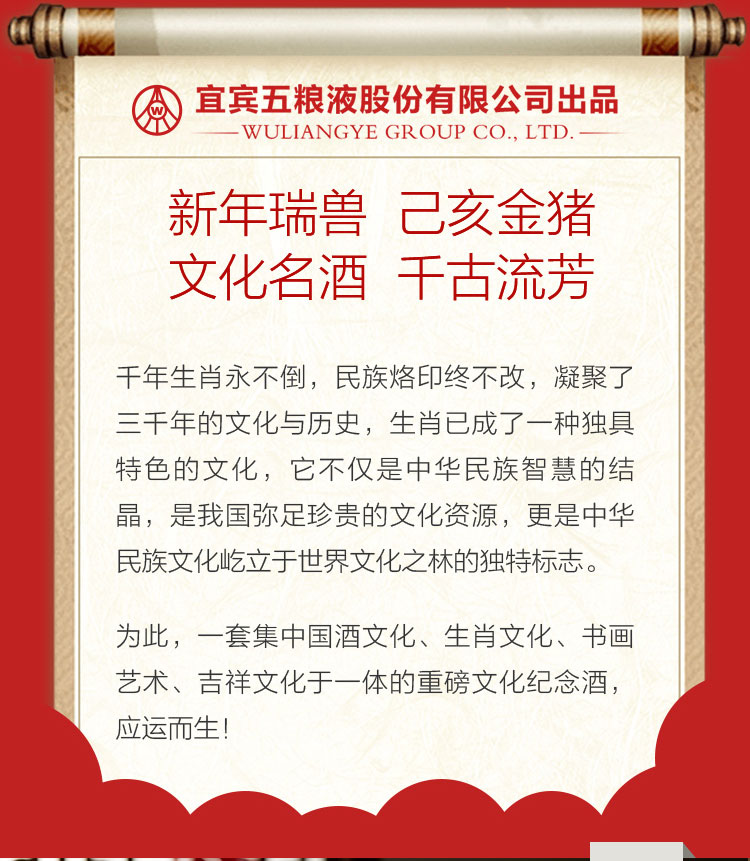 宜宾五粮液股份有限公司出品
WULIANGYE GROUP CO., LTD.
新年瑞兽 己亥金猪
文化名酒 千古流芳
千年生肖永不倒，民族烙印终不改，凝聚了
三千年的文化与历史，生肖已成了一种独具
特色的文化，它不仅是中华民族智慧的结
晶，是我国弥足珍贵的文化资源，更是中华
民族文化屹立于世界文化之林的独特标志。
为此，一套集中国酒文化、生肖文化、书画
艺术、吉祥文化于一体的重磅文化纪念酒，
应运而生！